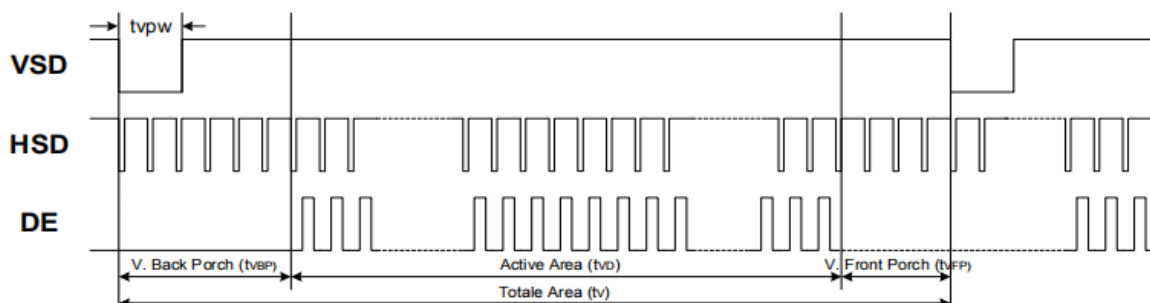 tvpw
VSD
HSD
DE
V. Back Porch (tVBP) Active Area (tVD) V. Front Porch (tVFP)
Totale Area (tv)